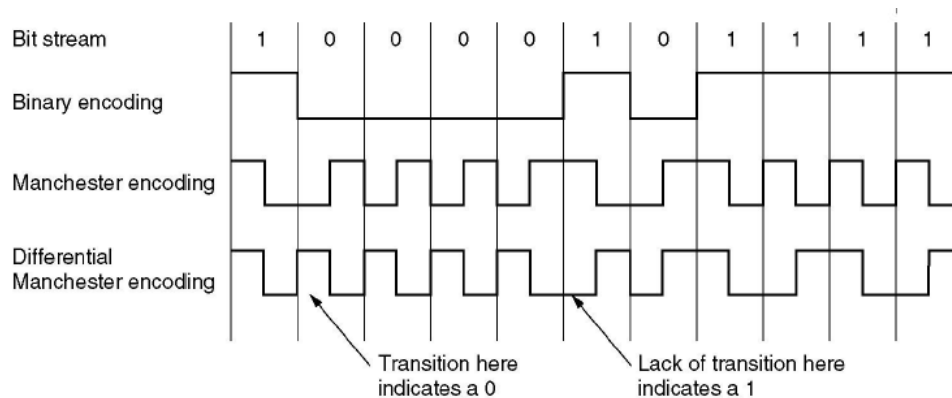 Bit stream 1 0 0 0 0 1 0 1 1 1 1
Binary encoding
Manchester encoding
Differential
Manchester encoding
Transition here
indicates a 0
Lack of transition here
indicates a 1